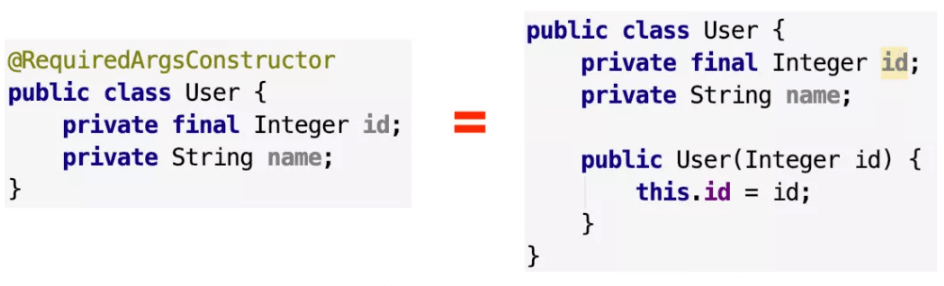 @RequiredArgsConstructor
public class User {
    private final Integer id;
    private String name;
}
=
public class User {
    private final Integer id;
    private String name;

    public User(Integer id) {
        this.id = id;
    }
}